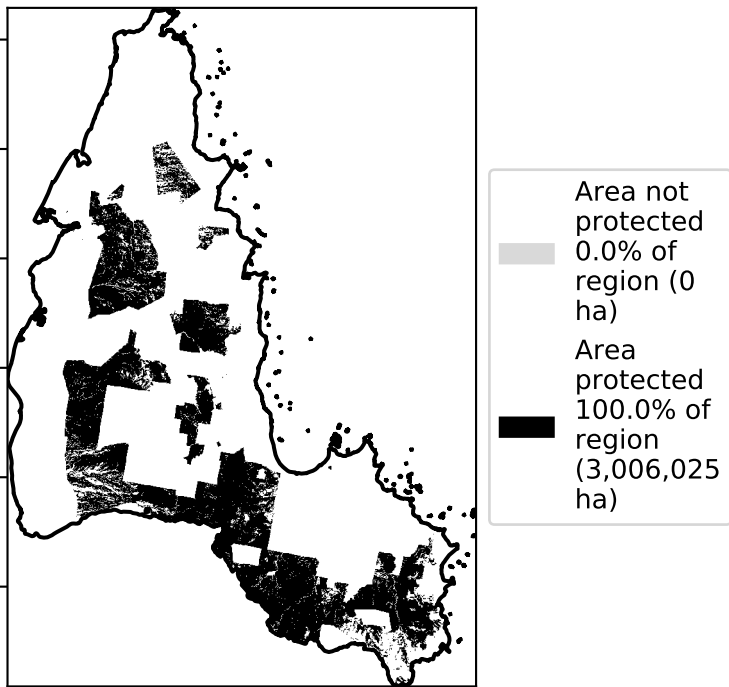 Area not
protected
0.0% of
region (0
ha)
Area
protected
100.0% of
region
(3,006,025
ha)